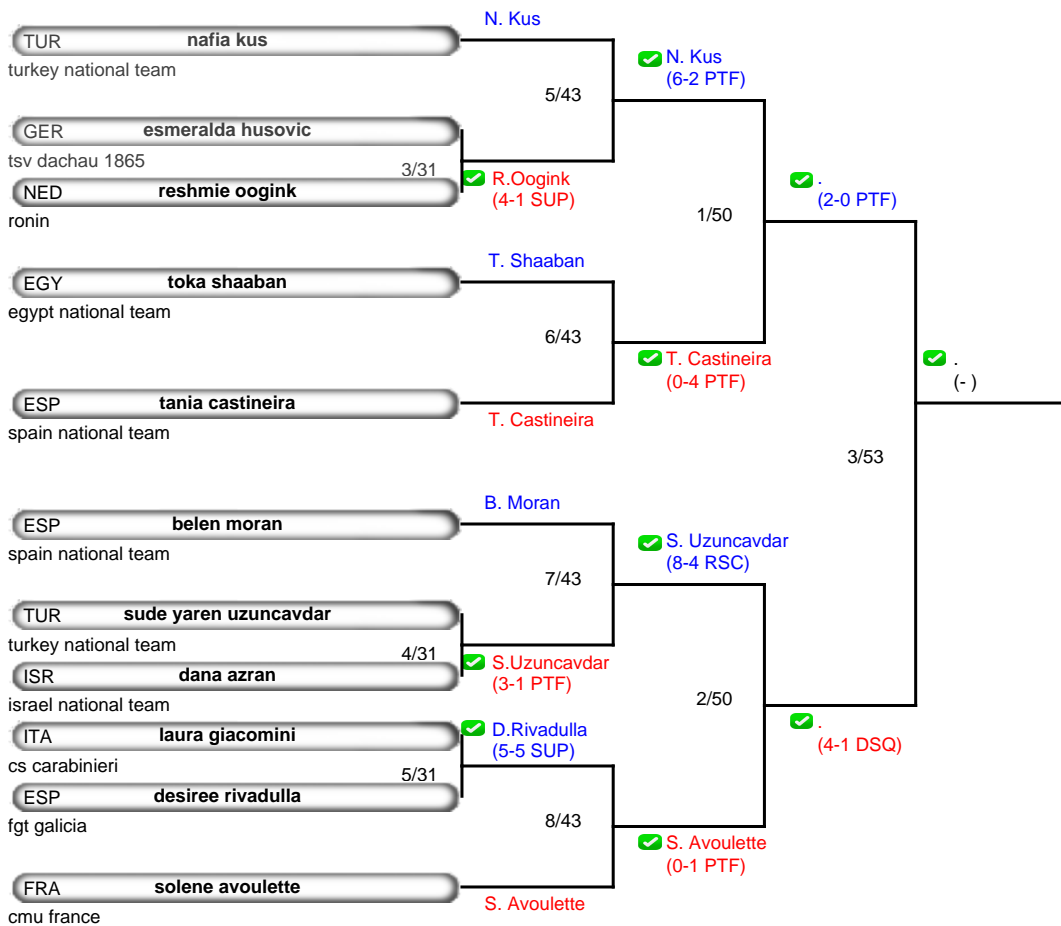 N. Kus
TUR nafia kus
turkey national team
N. Kus
(6-2 PTF)
5/43
GER esmeralda husovic
tsv dachau 1865
3/31
R.Oogink
(4-1 SUP)
NED reshmie oogink
ronin
.
(2-0 PTF)
1/50
T. Shaaban
EGY toka shaaban
egypt national team
6/43
T. Castineira
(0-4 PTF)
.
(- )
ESP tania castineira
T. Castineira
spain national team
3/53
B. Moran
ESP belen moran
spain national team
S. Uzuncavdar
(8-4 RSC)
7/43
TUR sude yaren uzuncavdar
turkey national team
4/31
S.Uzuncavdar
(3-1 PTF)
ISR dana azran
israel national team
2/50
.
(4-1 DSQ)
D.Rivadulla
(5-5 SUP)
ITA laura giacomini
cs carabinieri
5/31
ESP desiree rivadulla
fgt galicia
8/43
S. Avoulette
(0-1 PTF)
FRA solene avoulette
S. Avoulette
cmu france